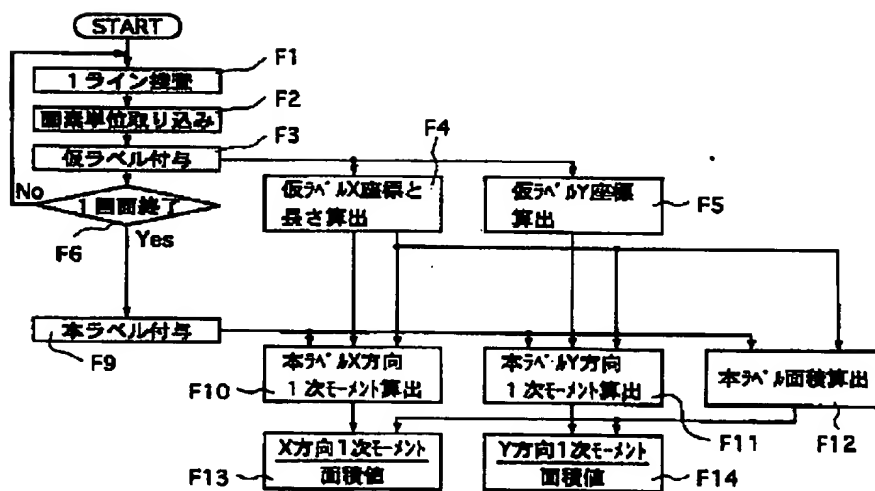 START
F1
1ライン捜査
F2
画素単位取り込み
F3
仮ラベル付与
F4
No
1画面終了
仮ラベルX座標と
長さ算出
仮ラベルY座標
算出
F5
F6
Yes
本ラベル付与
F9
本ラベルX方向
1次モーメント算出
F10
本ラベルY方向
1次モーメント算出
F11
本ラベル面積算出
F12
X方向1次モーメント
面積値
F13
Y方向1次モーメント
面積値
F14